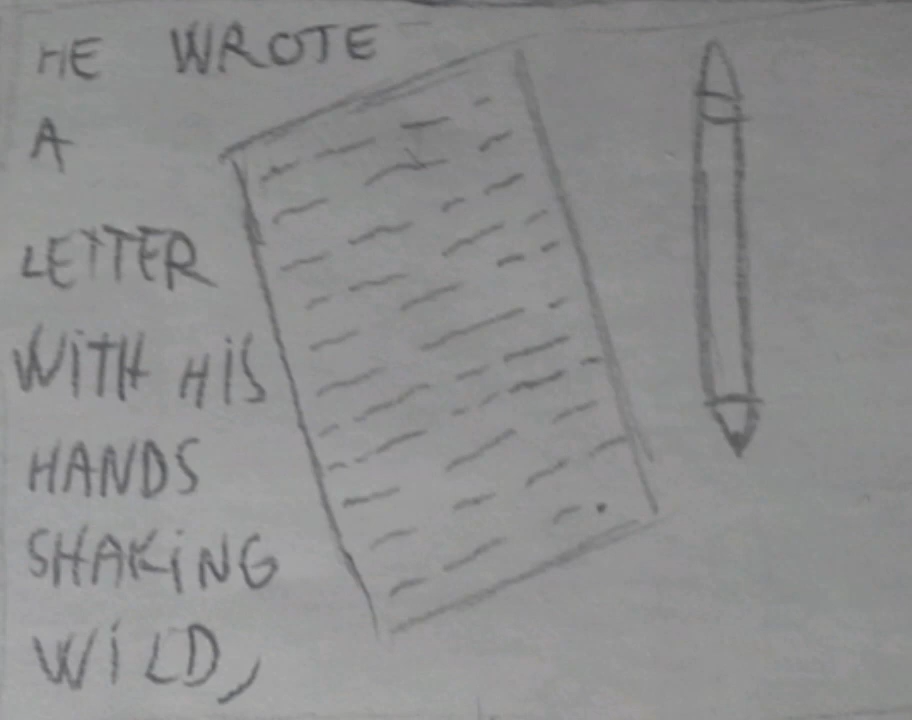 HE WROTE
A
LETTER
WiTH HiS
HANDS
SHAKiNG
WiLD,